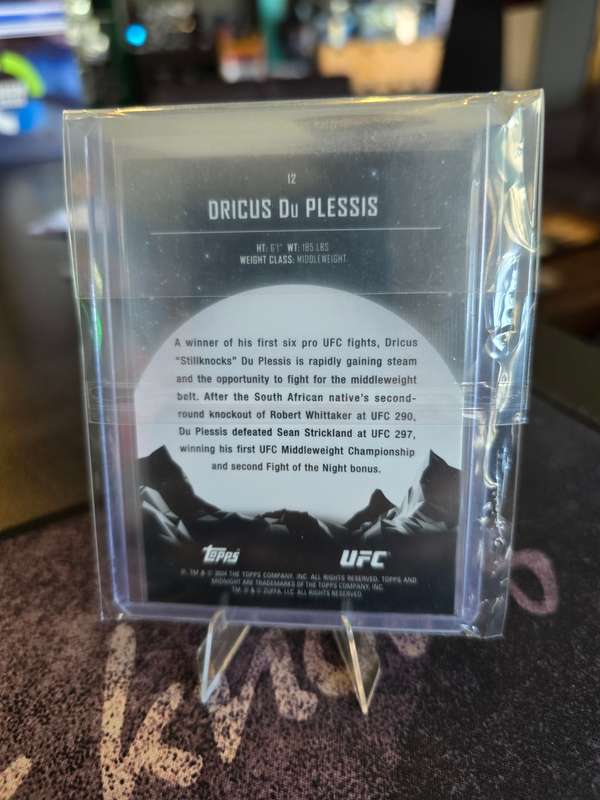 12
DRICUS Du PLESSIS
HT: 6'1" WT: 185 LBS
WEIGHT CLASS: MIDDLEWEIGHT
A winner of his first six pro UFC fights, Dricus
"Stillknocks" Du Plessis is rapidly gaining steam
and the opportunity to fight for the middleweight
belt. After the South African native's second-
round knockout of Robert Whittaker at UFC 290,
Du Plessis defeated Sean Strickland at UFC 297,
winning his first UFC Middleweight Championship
and second Fight of the Night bonus.
Topps UFC
®, TM & © 2024 THE TOPPS COMPANY, INC. ALL RIGHTS RESERVED. TOPPS AND
MIDNIGHT ARE TRADEMARKS OF THE TOPPS COMPANY, INC.
TM, ® & © ZUFFA, LLC. ALL RIGHTS RESERVED.